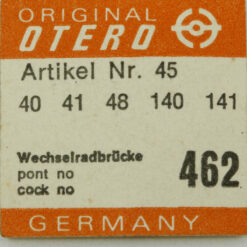 ORIGINAL
OTERO
Artikel Nr. 45
40 41 48 140 141
Wechselradbrücke
pont no
cock no
462
GERMANY